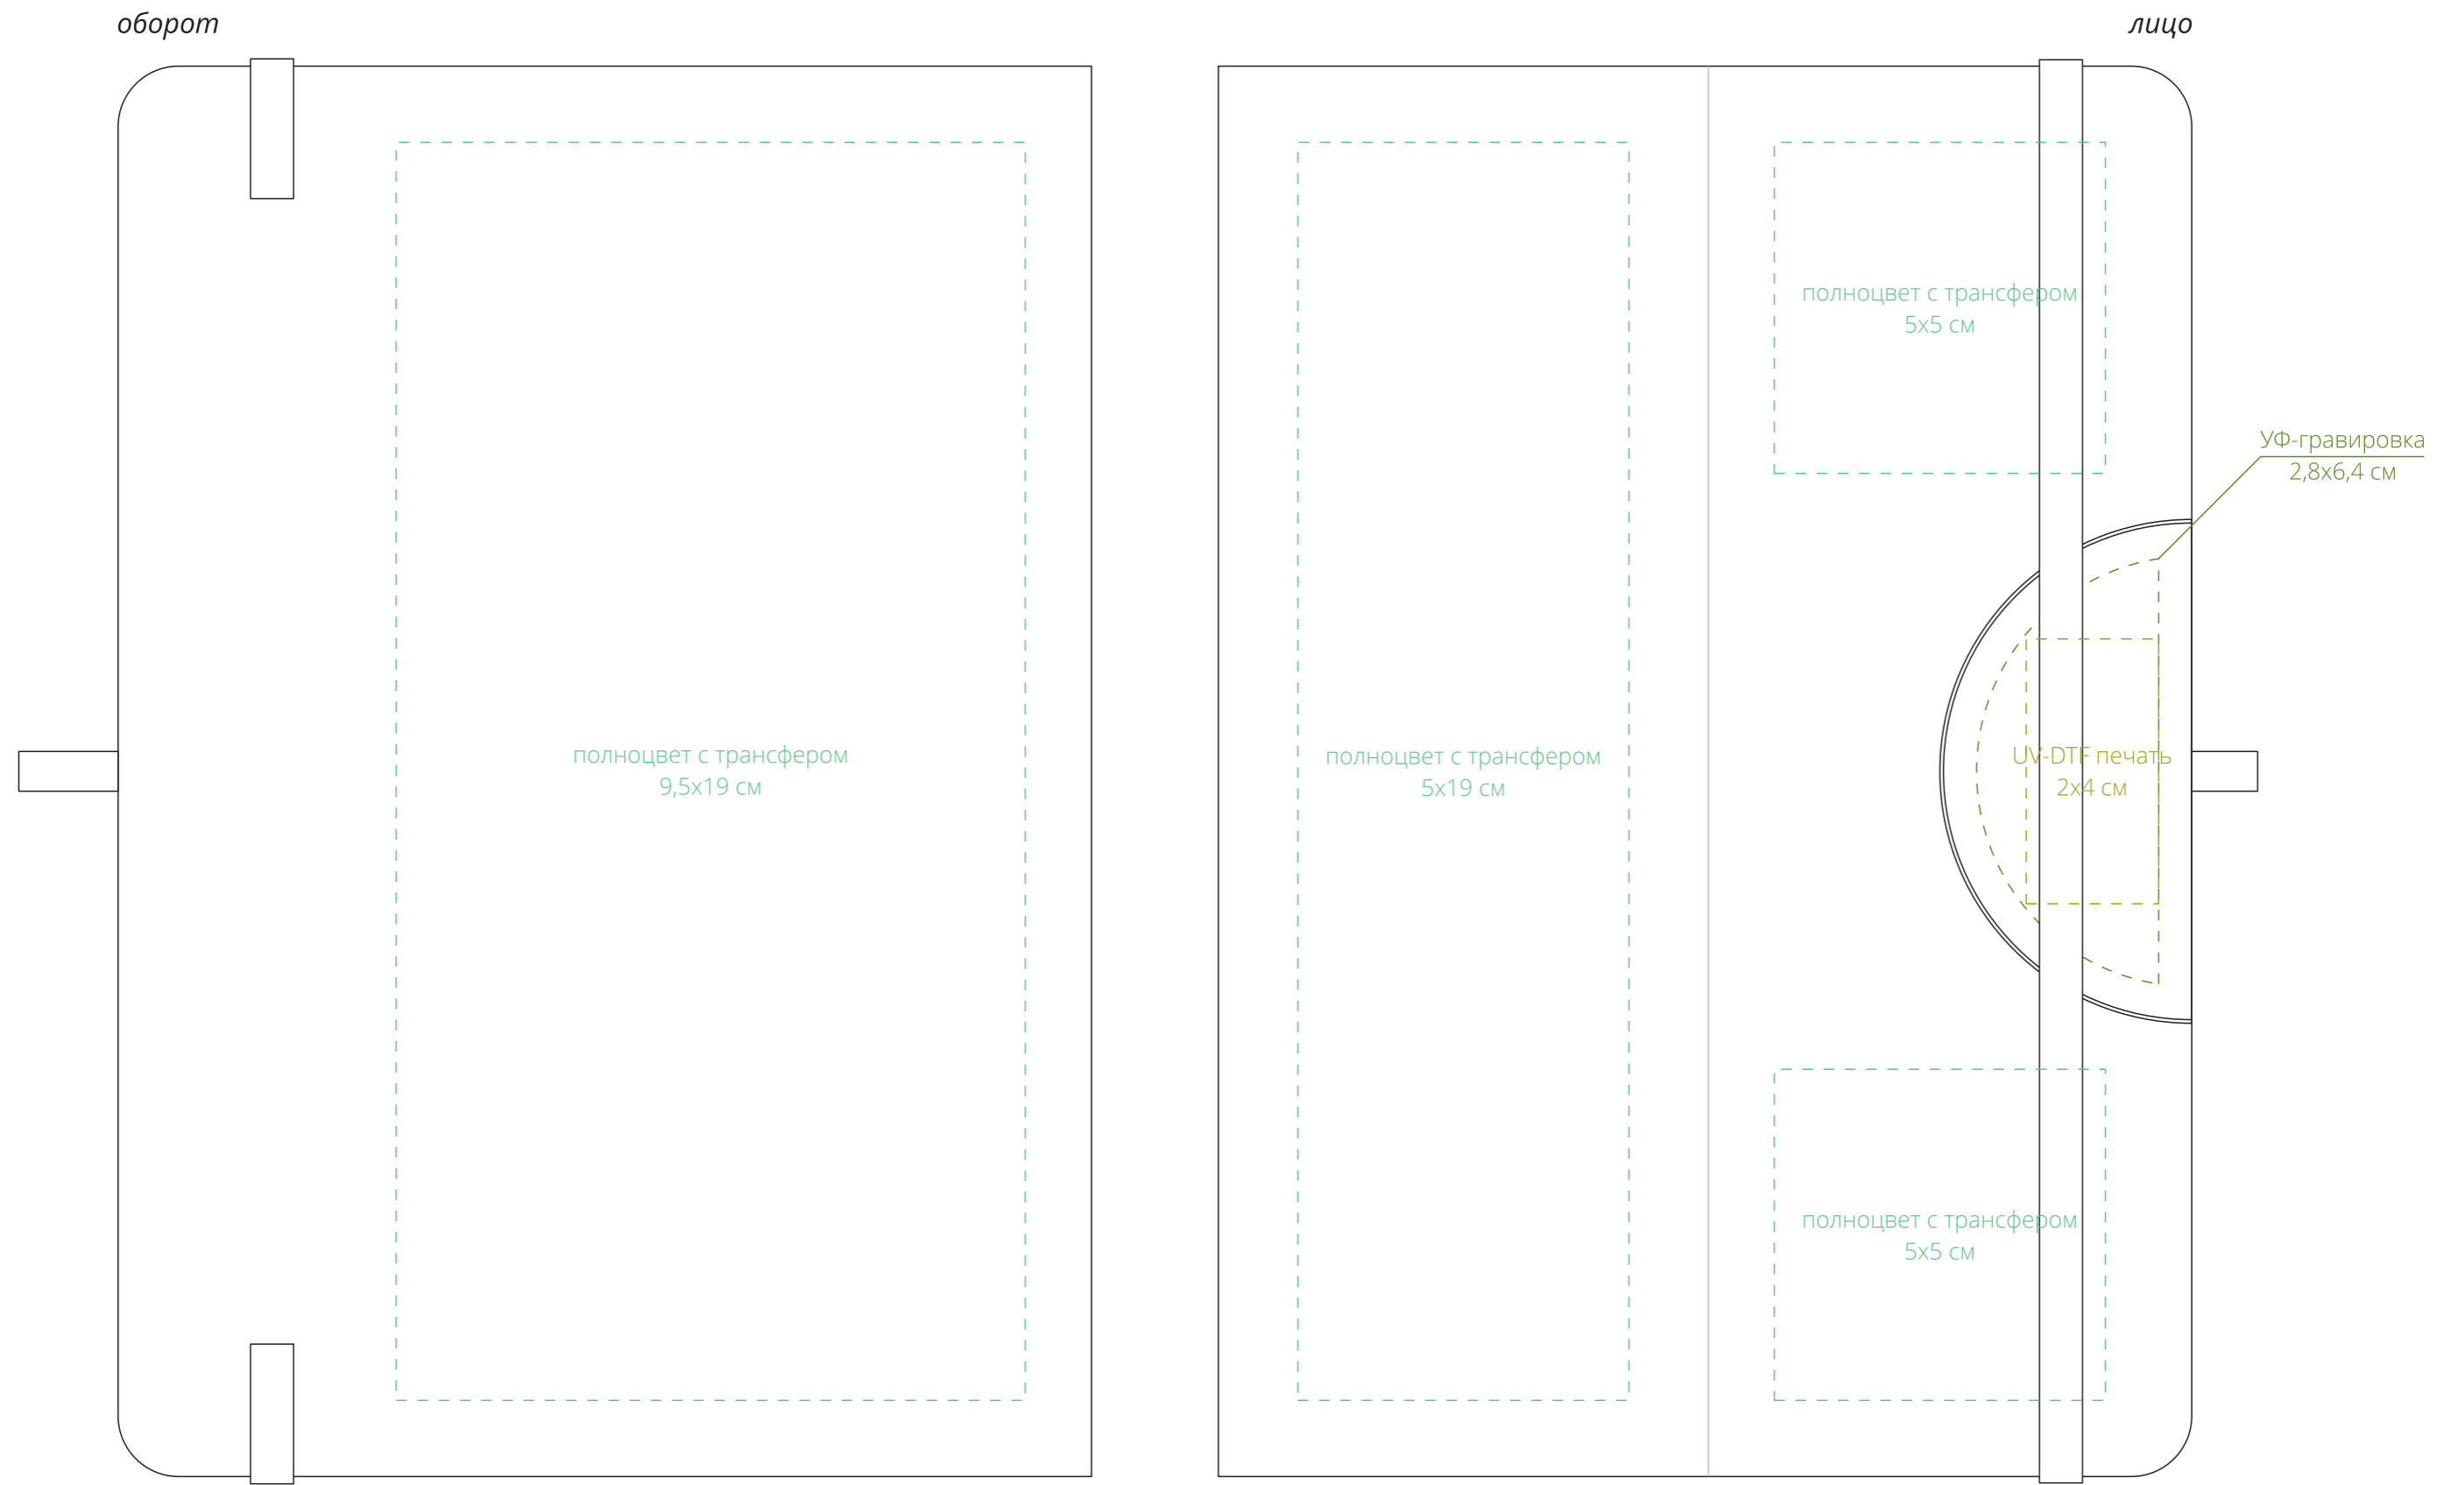 оборот
лицо
полноцвет с трансфером
5х5 см
УФ-гравировка
2,8х6,4 см
полноцвет с трансфером
9,5х19 см
полноцвет с трансфером
5х19 см
UV-DTF печать
2х4 см
полноцвет с трансфером
5х5 см